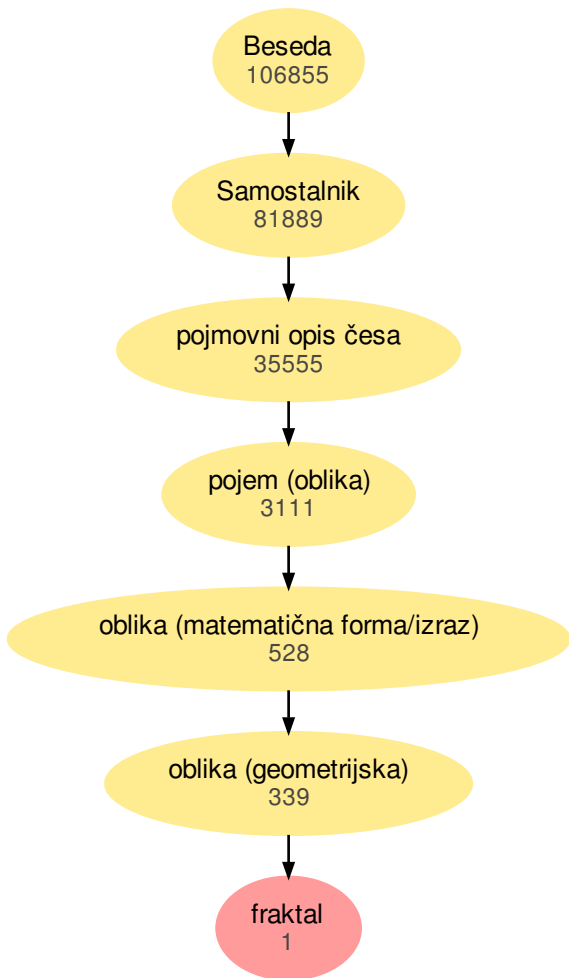 Beseda
106855
Samostalnik
81889
pojmovni opis česa
35555
pojem (oblika)
3111
oblika (matematična forma/izraz)
528
oblika (geometrijska)
339
fraktal
1